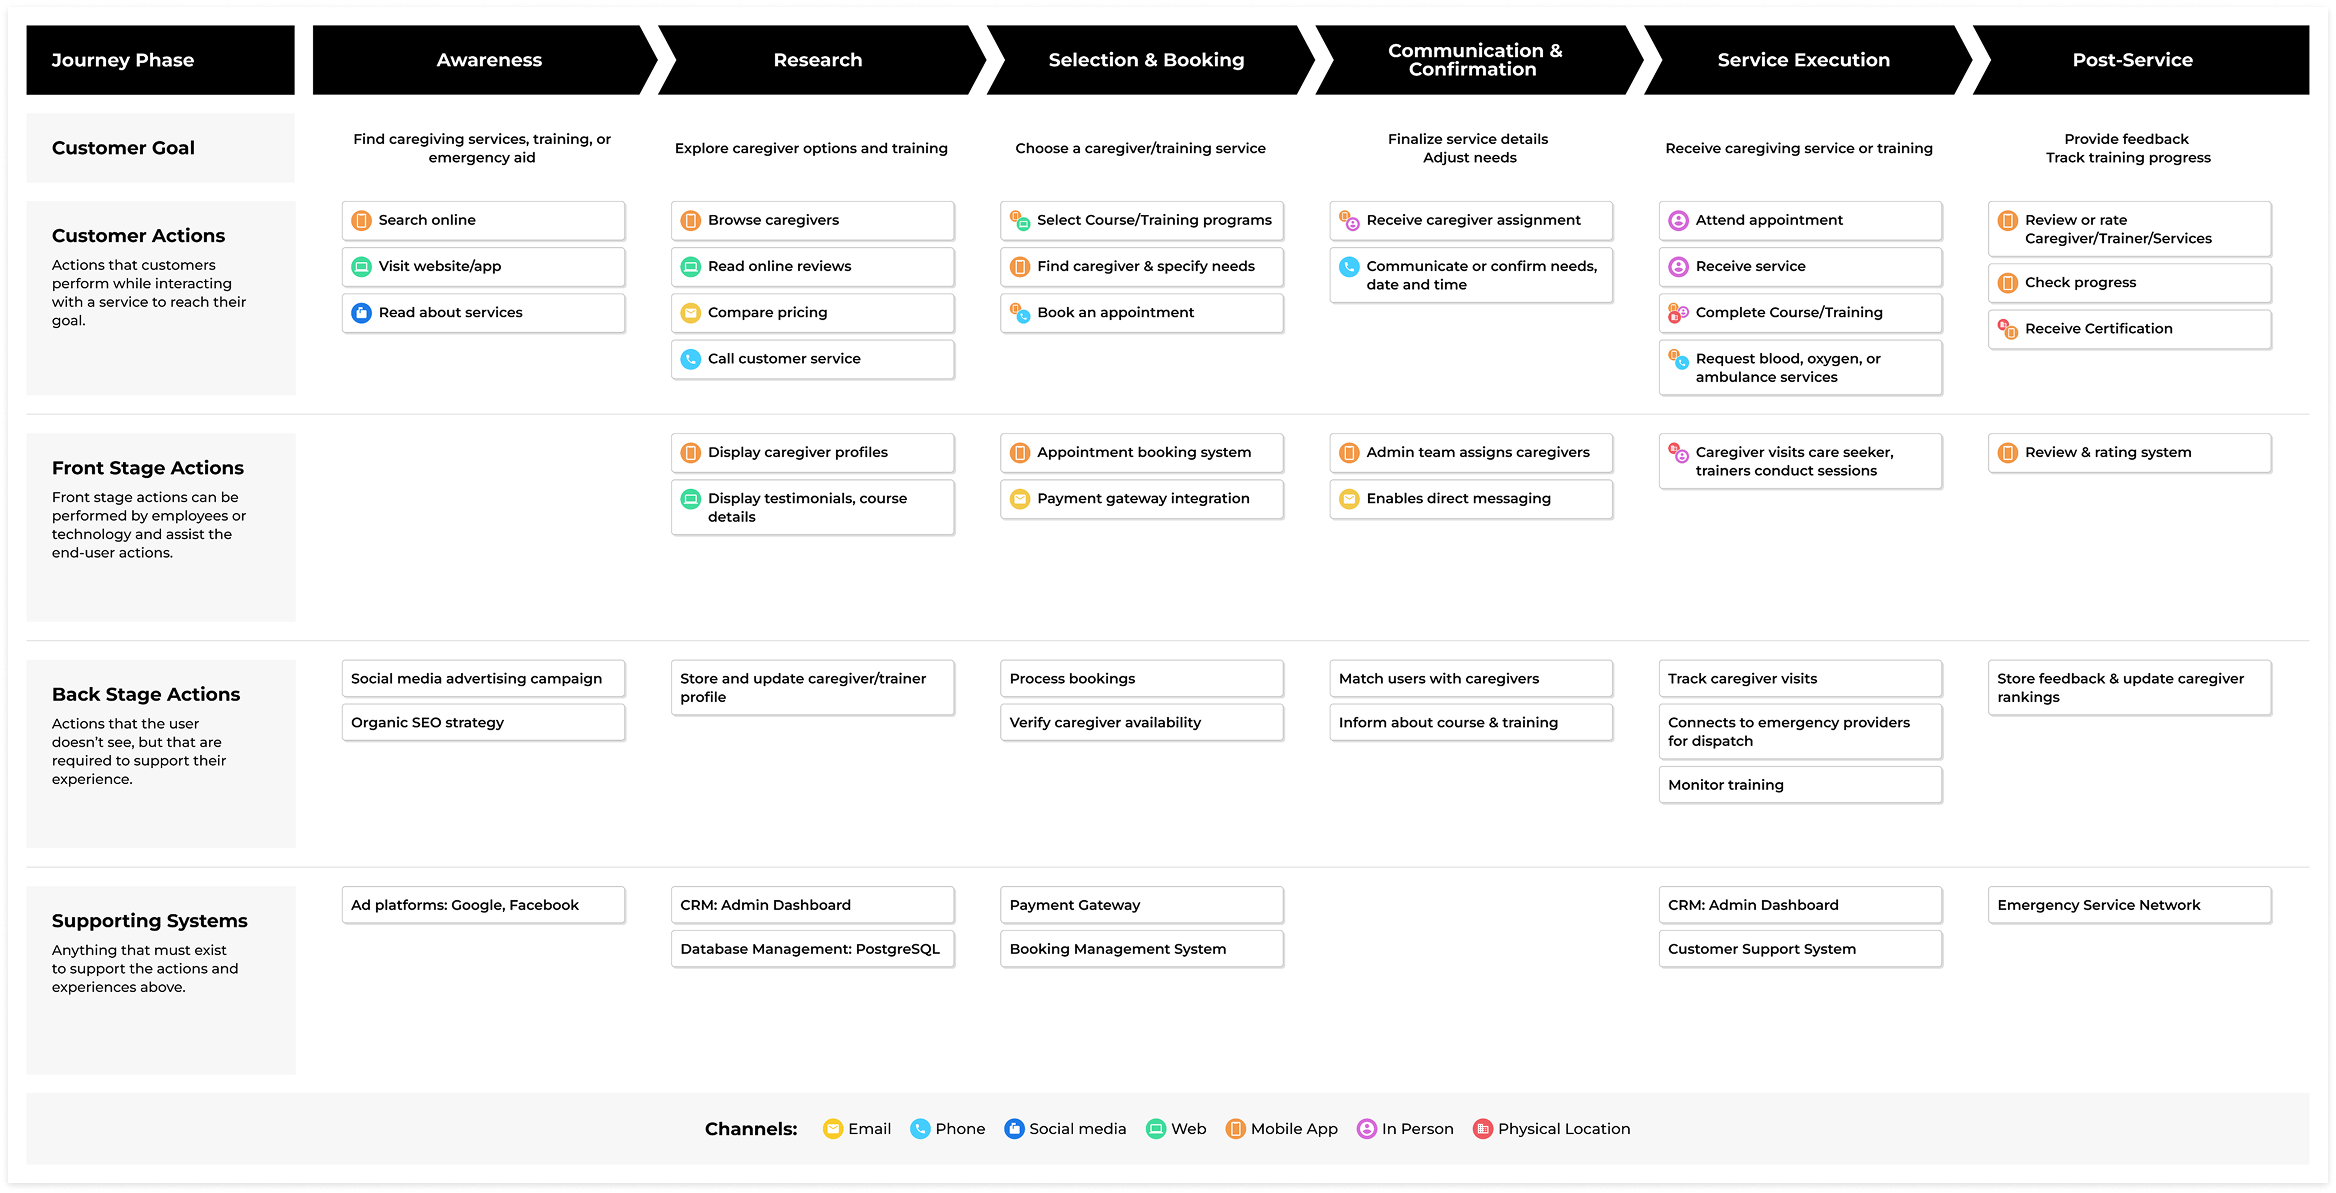 Journey Phase
Awareness
Research
Selection & Booking
Communication &
Confirmation
Service Execution
Post-Service
Customer Goal
Find caregiving services, training, or
emergency aid
Explore caregiver options and training
Choose a caregiver/training service
Finalize service details
Adjust needs
Receive caregiving service or training
Provide feedback
Track training progress
Customer Actions
Actions that customers
perform while interacting
with a service to reach their
goal.
Search online
Visit website/app
Read about services
Browse caregivers
Read online reviews
Compare pricing
Call customer service
Select Course/Training programs
Find caregiver & specify needs
Book an appointment
Receive caregiver assignment
Communicate or confirm needs,
date and time
Attend appointment
Receive service
Complete Course/Training
Request blood, oxygen, or
ambulance services
Review or rate
Caregiver/Trainer/Services
Check progress
Receive Certification
Front Stage Actions
Front stage actions can be
performed by employees or
technology and assist the
end-user actions.
Display caregiver profiles
Display testimonials, course
details
Appointment booking system
Payment gateway integration
Admin team assigns caregivers
Enables direct messaging
Caregiver visits care seeker,
trainers conduct sessions
Review & rating system
Back Stage Actions
Actions that the user
doesn't see, but that are
required to support their
experience.
Social media advertising campaign
Organic SEO strategy
Store and update caregiver/trainer
profile
Process bookings
Verify caregiver availability
Match users with caregivers
Inform about course & training
Track caregiver visits
Connects to emergency providers
for dispatch
Monitor training
Store feedback & update caregiver
rankings
Supporting Systems
Anything that must exist
to support the actions and
experiences above.
Ad platforms: Google, Facebook
CRM: Admin Dashboard
Database Management: PostgreSQL
Payment Gateway
Booking Management System
CRM: Admin Dashboard
Customer Support System
Emergency Service Network
Channels:
Email
Phone
Social media
Web
Mobile App
In Person
Physical Location